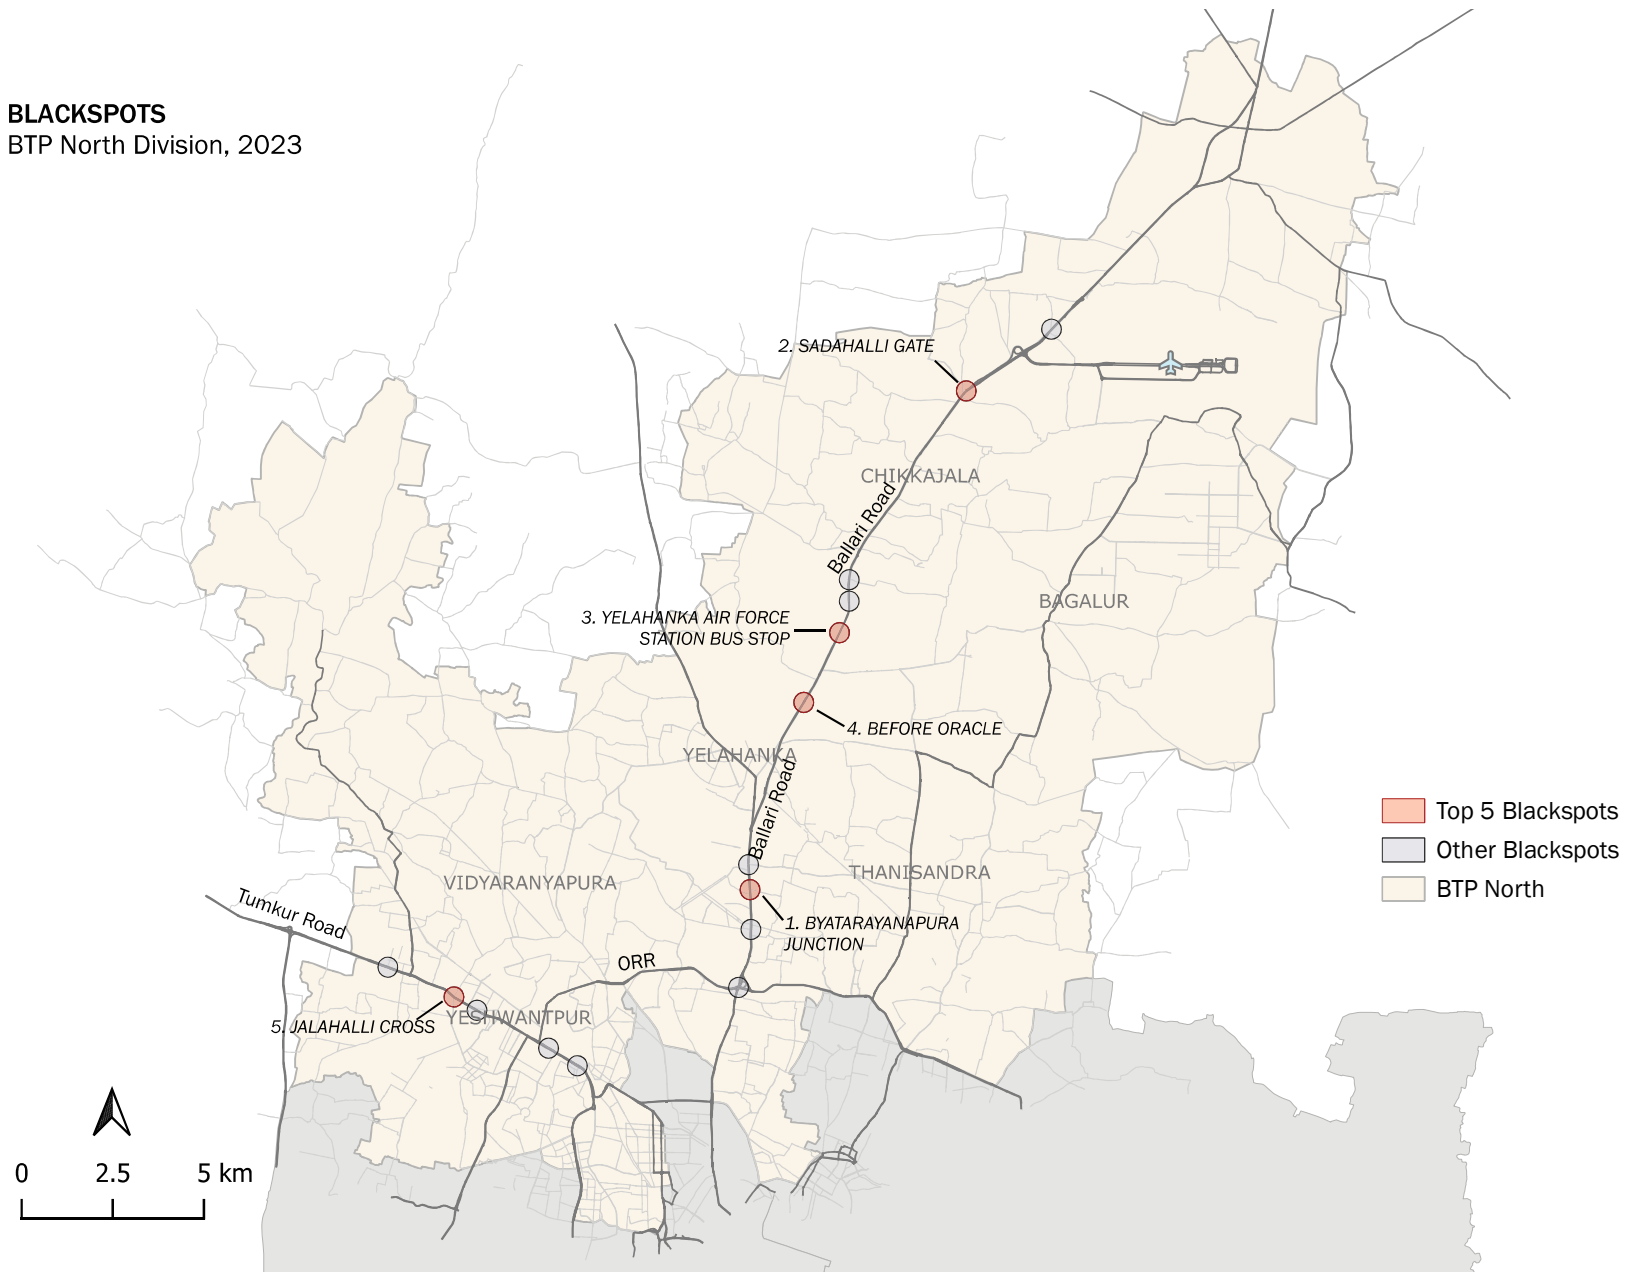 BLACKSPOTS
BTP North Division, 2023
2. SADAHALLI GATE
CHIKKAJALA
Ballari Road
BAGALUR
3. YELAHANKA AIR FORCE
STATION BUS STOP
4. BEFORE ORACLE
YELAHANKA
Ballari Road
Top 5 Blackspots
Other Blackspots
BTP North
THANISANDRA
VIDYARANYAPURA
Tumkur Road
1. BYATARAYANAPURA
JUNCTION
ORR
YESHWANTPUR
5. JALAHALLI CROSS
0 2.5 5 km